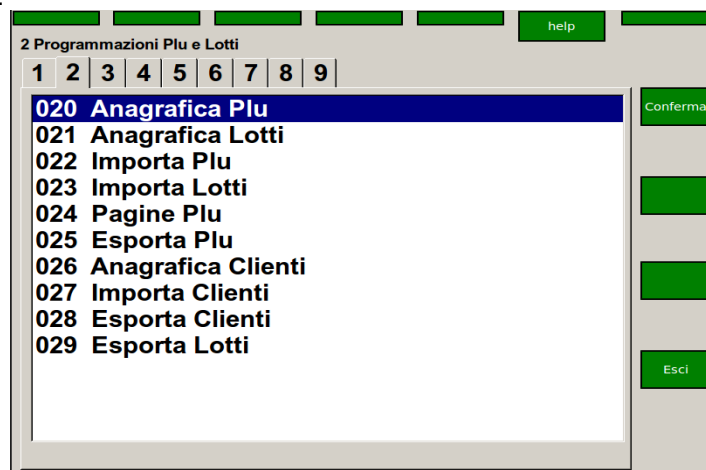 help
2 Programmazioni Plu e Lotti
1 2 3 4 5 6 7 8 9
020 Anagrafica Plu
021 Anagrafica Lotti
022 Importa Plu
023 Importa Lotti
024 Pagine Plu
025 Esporta Plu
026 Anagrafica Clienti
027 Importa Clienti
028 Esporta Clienti
029 Esporta Lotti
Conferma
Esci